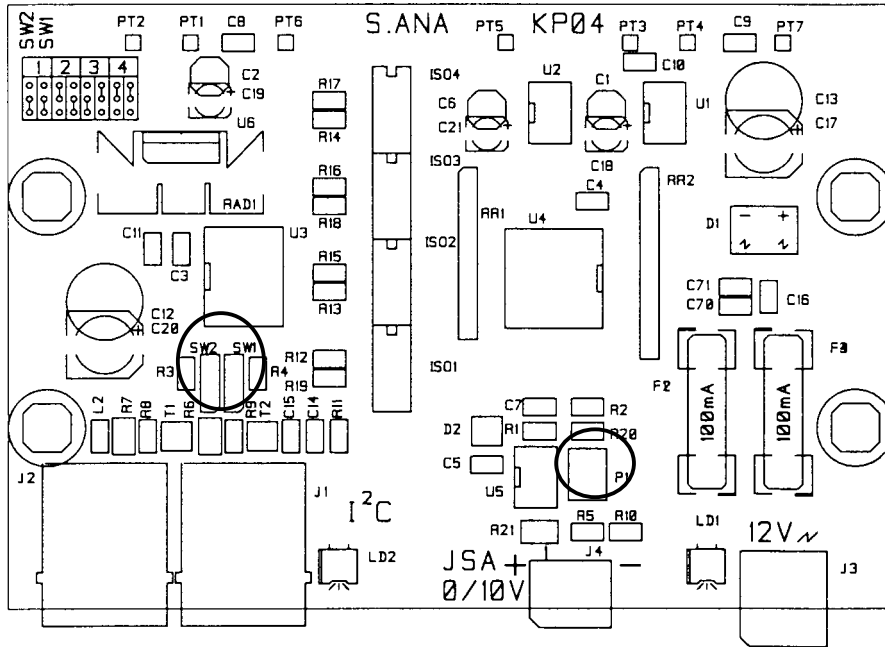 SW2
SW1
PT2
PT1
C8
PT6
S.ANA
KP04
PT5
PT3
PT4
C9
PT7
1 2 3 4
C2
C19
U6
R17
R14
ISO4
C6
C21
U2
C1
C18
C10
U1
C13
C17
RAD1
R16
R18
ISO3
RR1
C4
RR2
C11
C3
U3
R15
R13
ISO2
U4
D1
- +
C12
C20
C71
C70
C16
R3
SW2
SW1
R4
R12
R19
ISO1
F2
100mA
100mA
L2
R7
R8
T1
R6
R9
T2
C15
C14
R11
C7
R1
R2
R20
D2
C5
U5
P1
J2
J1
I²C
LD2
R21
R5
R10
JSA + -
0/10V
J4
LD1
12V
J3